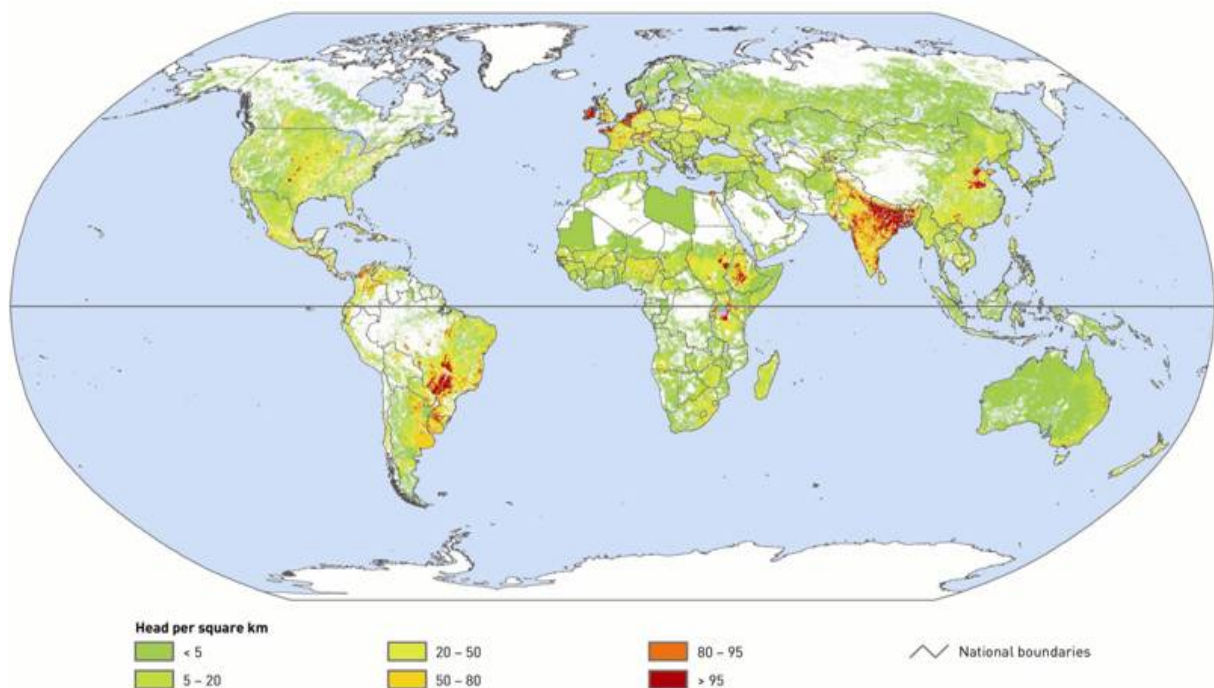 Head per square km
< 5
5 – 20
20 – 50
50 – 80
80 – 95
> 95
National boundaries